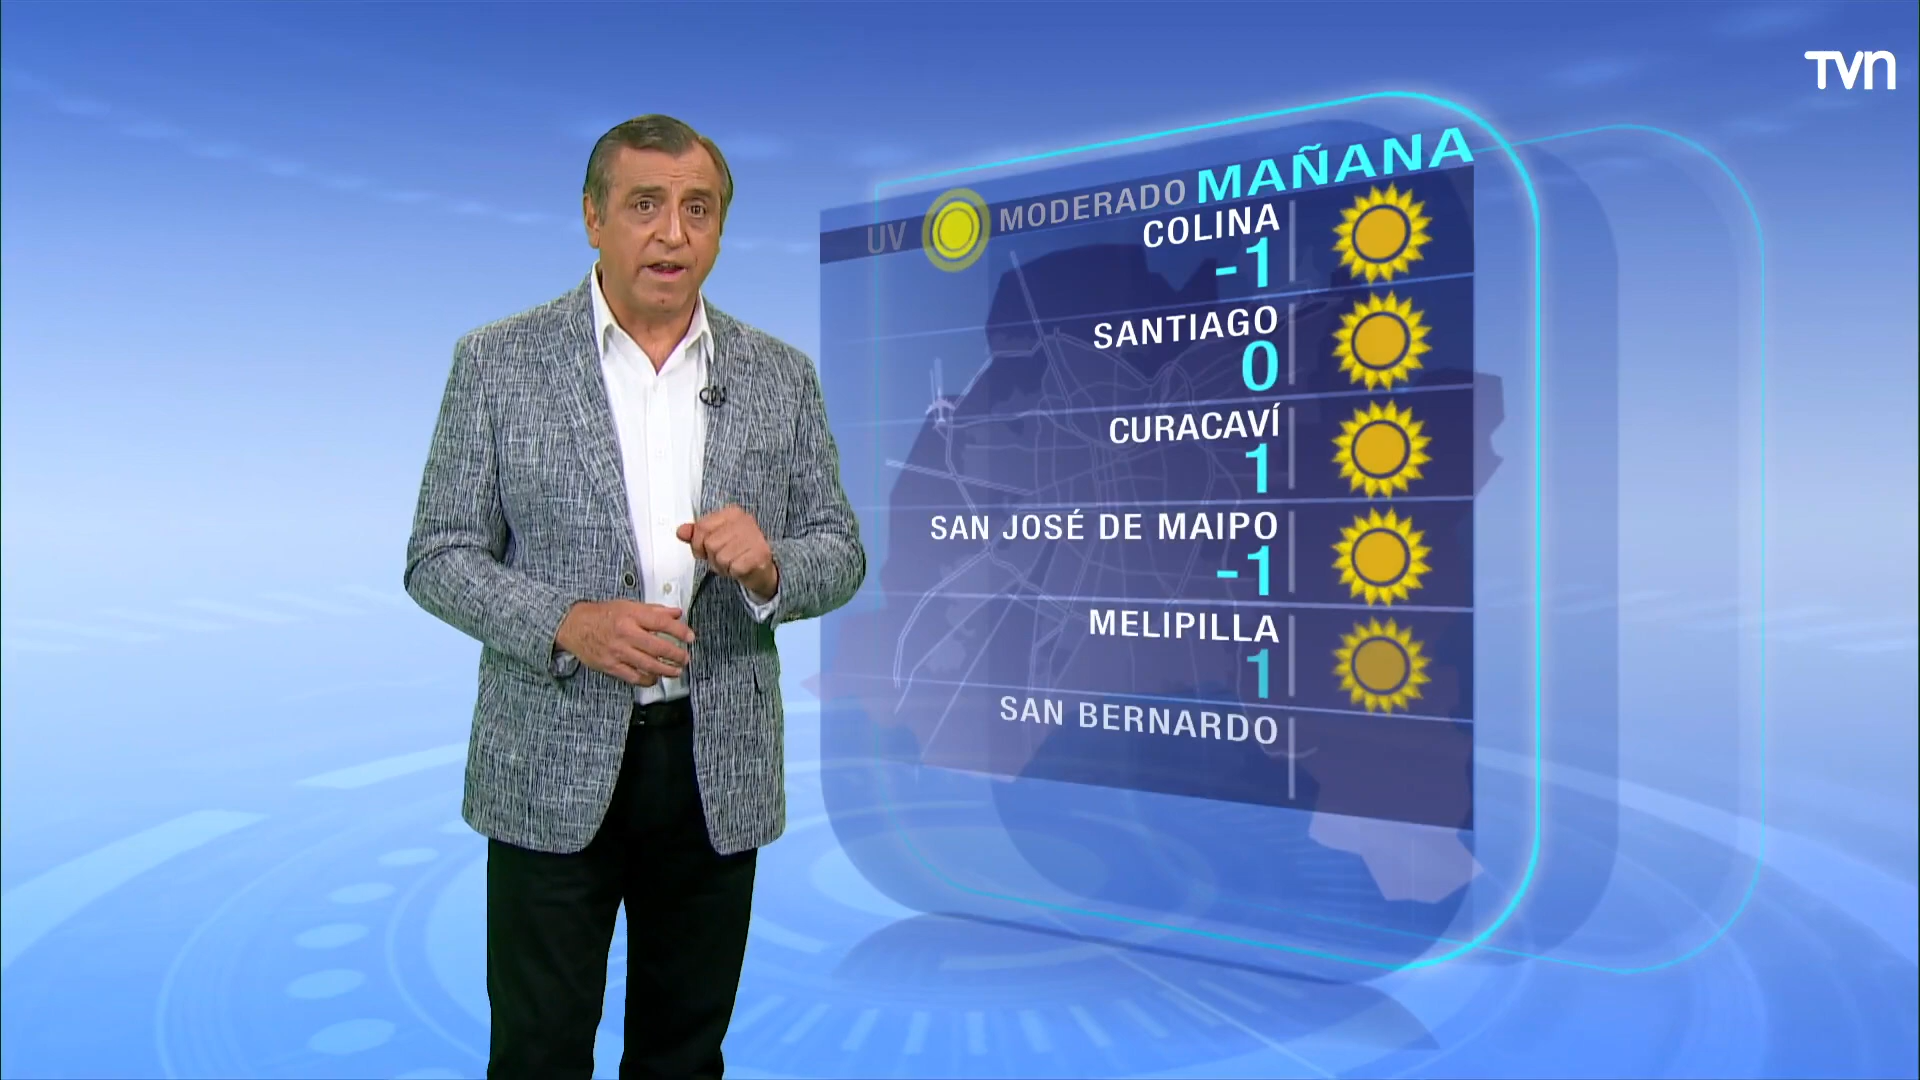 TVN
MAÑANA
UV MODERADO
COLINA
-1
SANTIAGO
0
CURACAVÍ
1
SAN JOSÉ DE MAIPO
-1
MELIPILLA
1
SAN BERNARDO